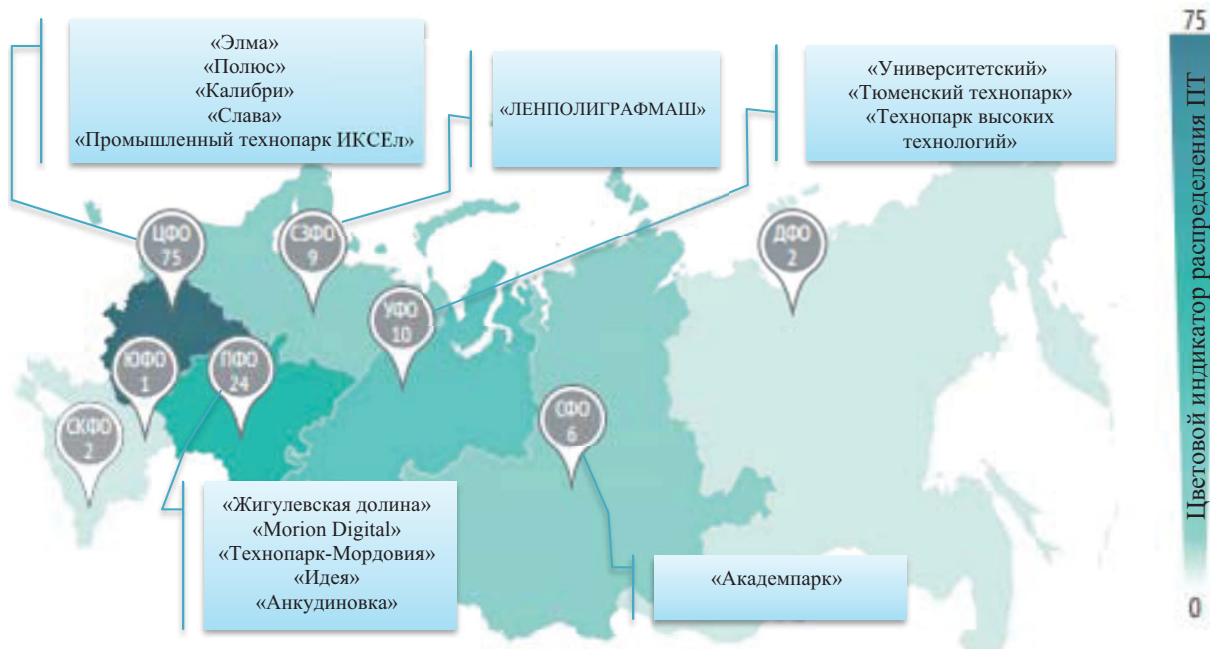 «Элма»
«Полюс»
«Калибри»
«Слава»
«Промышленный технопарк ИКСЕл»
«ЛЕНПОЛИГРАФМАШ»
«Университетский»
«Тюменский технопарк»
«Технопарк высоких
технологий»
75
Цветовой индикатор распределения ПТ
0
ЦФО
75
СЗФО
9
ДФО
2
УФО
10
ЮФО
1
ПФО
24
СКФО
2
СФО
6
«Жигулевская долина»
«Morion Digital»
«Технопарк-Мордовия»
«Идея»
«Анкудиновка»
«Академпарк»